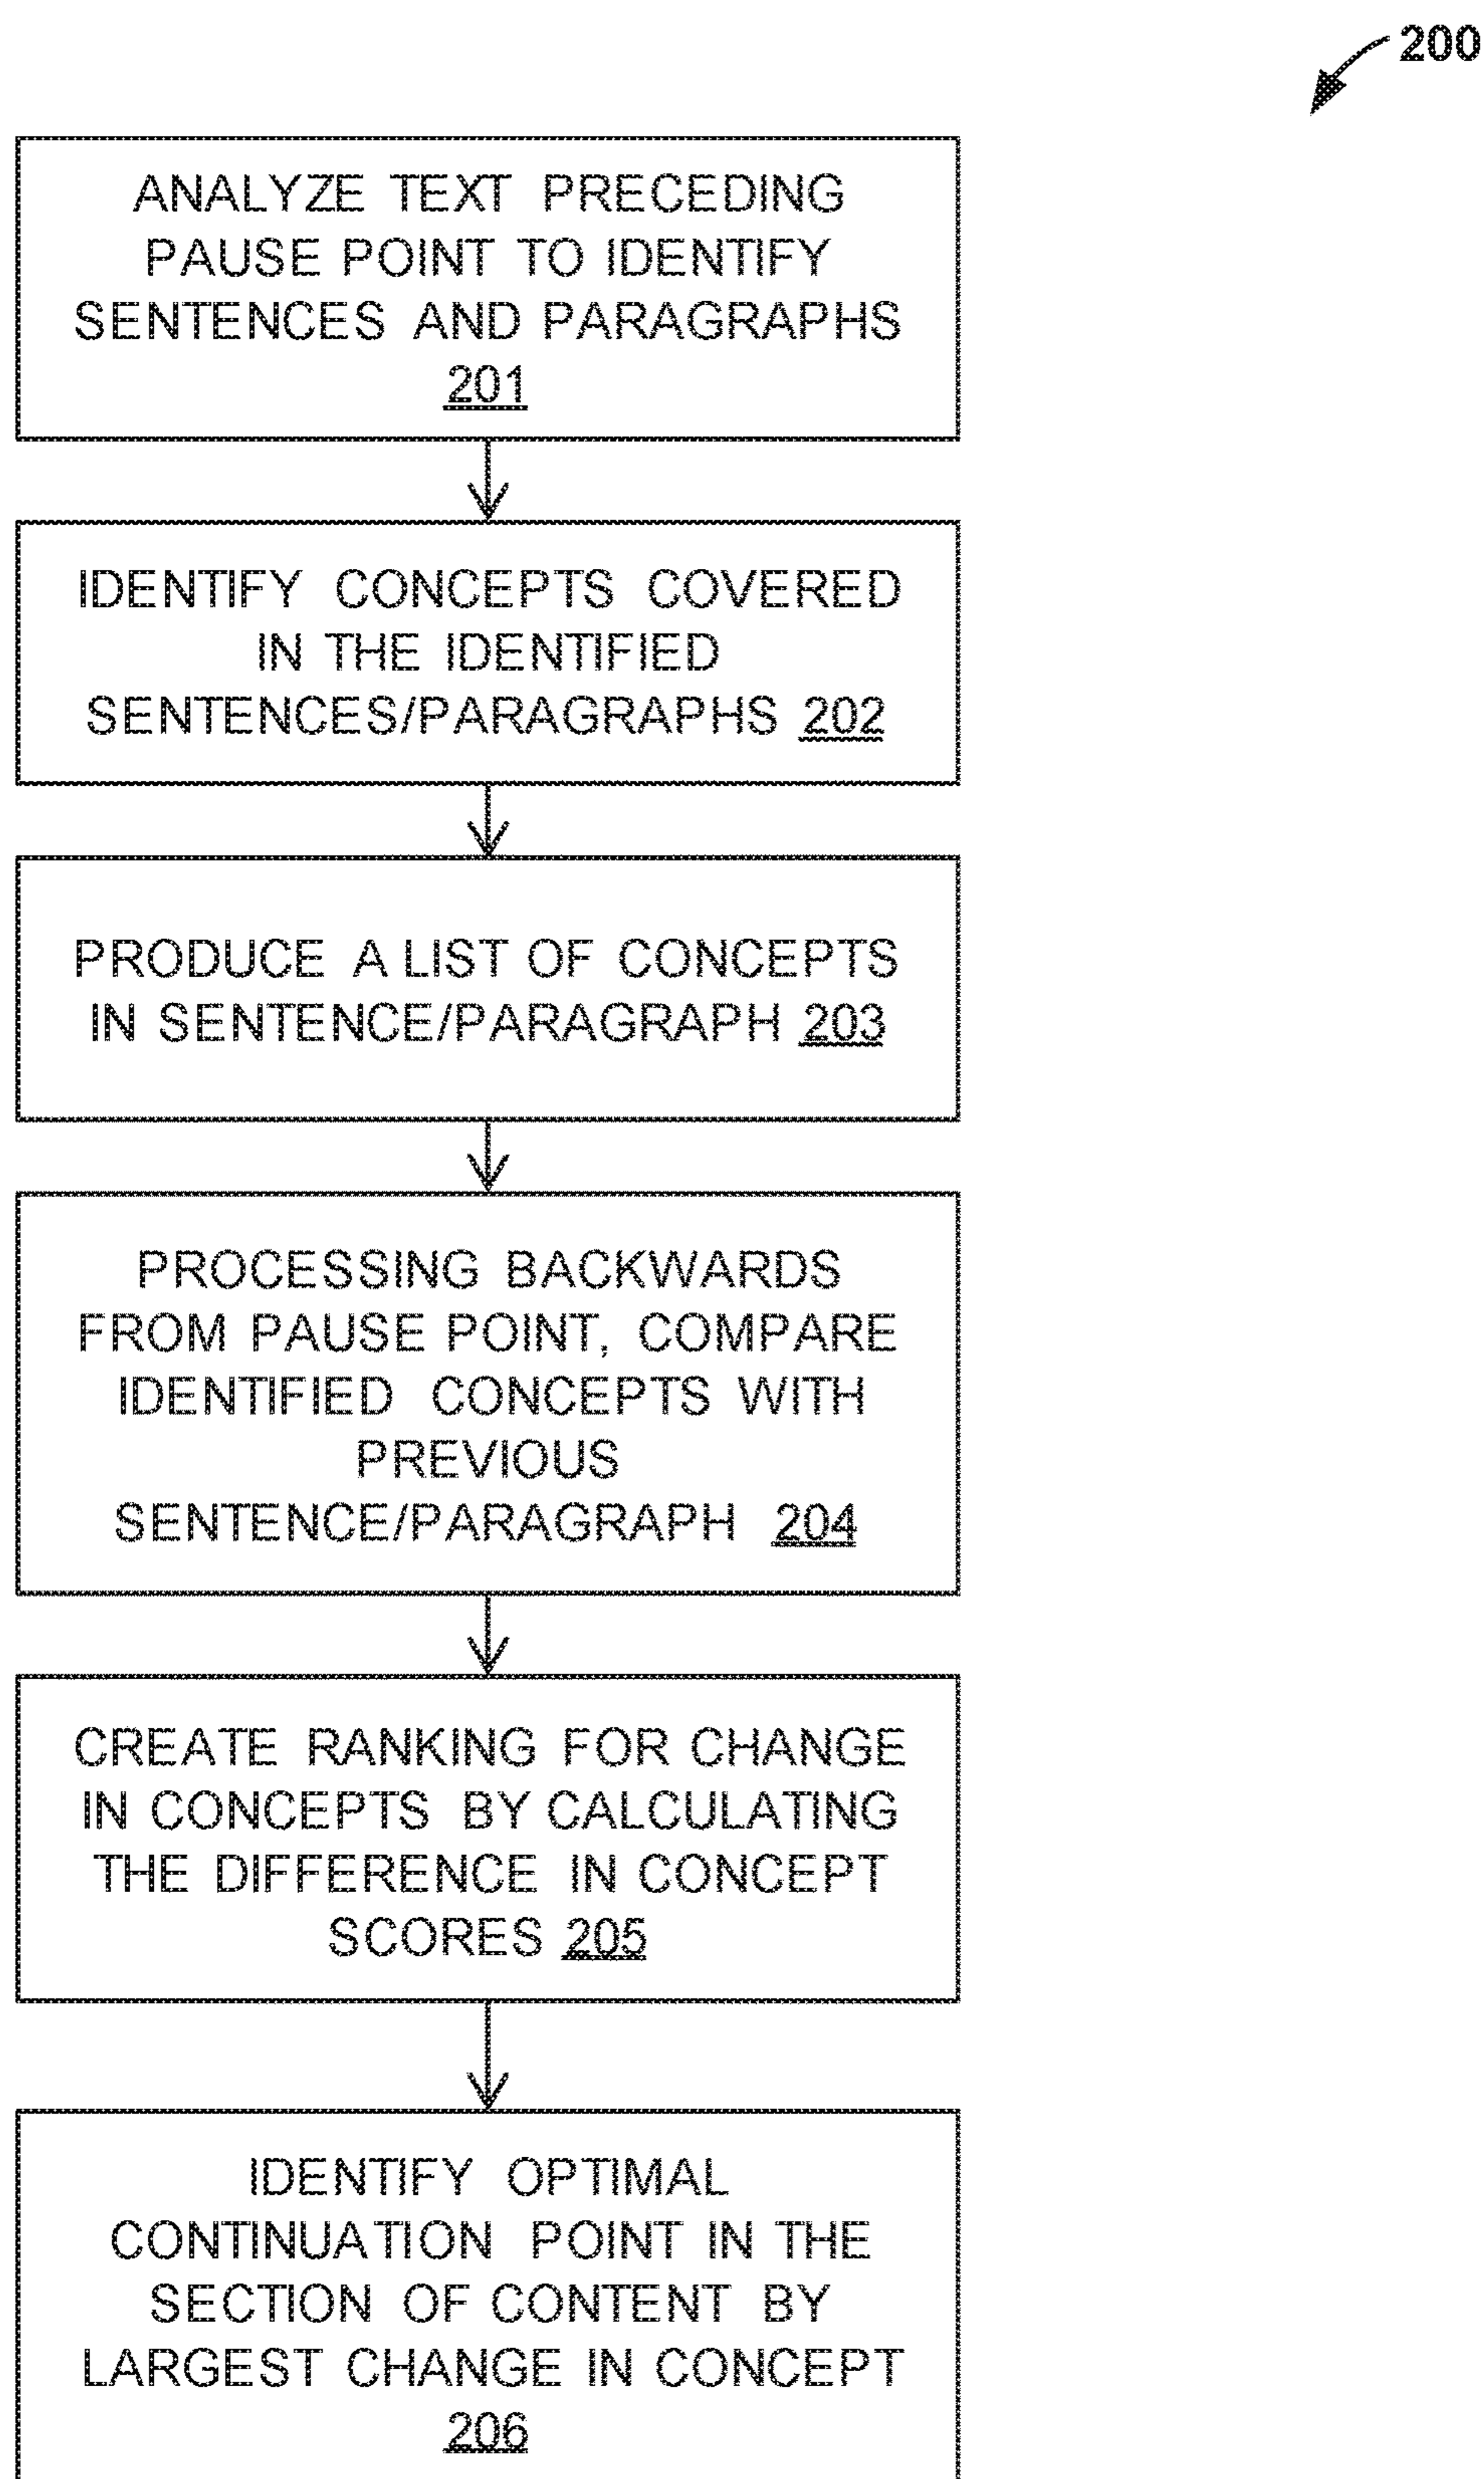 200
ANALYZE TEXT PRECEDING
PAUSE POINT TO IDENTIFY
SENTENCES AND PARAGRAPHS
201
IDENTIFY CONCEPTS COVERED
IN THE IDENTIFIED
SENTENCES/PARAGRAPHS 202
PRODUCE A LIST OF CONCEPTS
IN SENTENCE/PARAGRAPH 203
PROCESSING BACKWARDS
FROM PAUSE POINT, COMPARE
IDENTIFIED CONCEPTS WITH
PREVIOUS
SENTENCE/PARAGRAPH 204
CREATE RANKING FOR CHANGE
IN CONCEPTS BY CALCULATING
THE DIFFERENCE IN CONCEPT
SCORES 205
IDENTIFY OPTIMAL
CONTINUATION POINT IN THE
SECTION OF CONTENT BY
LARGEST CHANGE IN CONCEPT
206